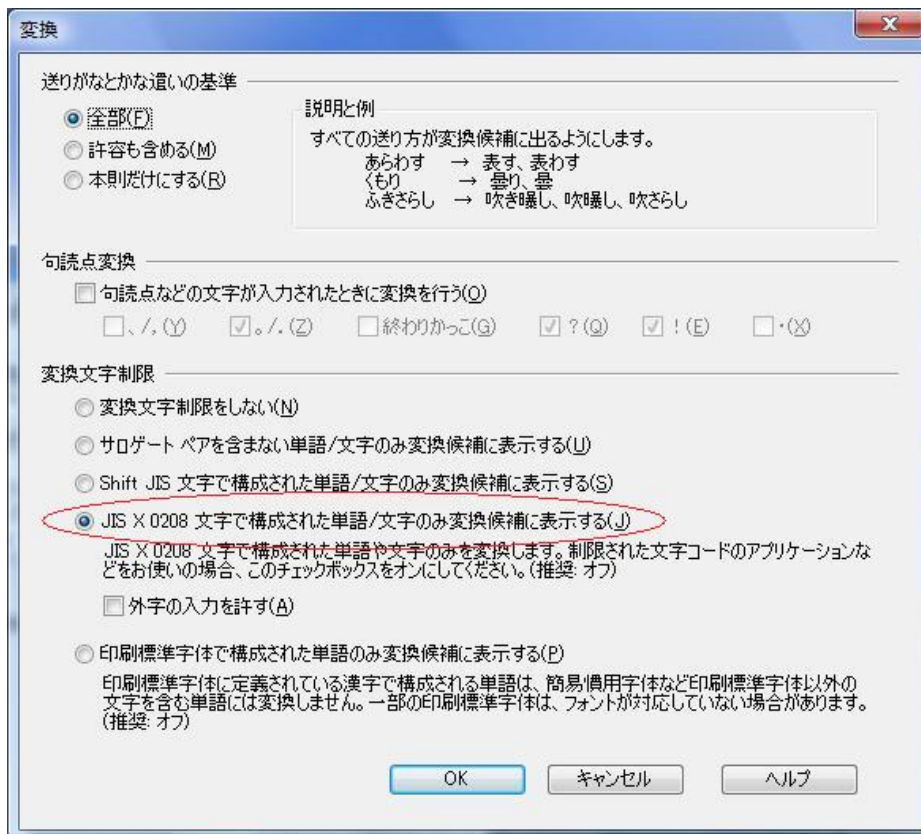 変換
送りがなとかな遣いの基準
全部(F)
許容も含める(M)
本則だけにする(R)
説明と例
すべての送り方が変換候補に出るようにします。
あらわす → 表す、表わす
くもり → 曇り、曇
ふきさらし → 吹き曝し、吹曝し、吹さらし
句読点変換
句読点などの文字が入力されたときに変換を行う(O)
、/,(Y) 。/.(Z) 終わりかっこ(G) ?(Q) !(E) ・(X)
変換文字制限
変換文字制限をしない(N)
サロゲート ペアを含まない単語/文字のみ変換候補に表示する(U)
Shift JIS 文字で構成された単語/文字のみ変換候補に表示する(S)
JIS X 0208 文字で構成された単語/文字のみ変換候補に表示する(J)
JIS X 0208 文字で構成された単語や文字のみを変換します。制限された文字コードのアプリケーションな
どをお使いの場合、このチェックボックスをオンにしてください。(推奨: オフ)
外字の入力を許す(A)
印刷標準字体で構成された単語のみ変換候補に表示する(P)
印刷標準字体に定義されている漢字で構成される単語は、簡易慣用字体など印刷標準字体以外の
文字を含む単語には変換しません。一部の印刷標準字体は、フォントが対応していない場合があります。
(推奨: オフ)
OK キャンセル ヘルプ